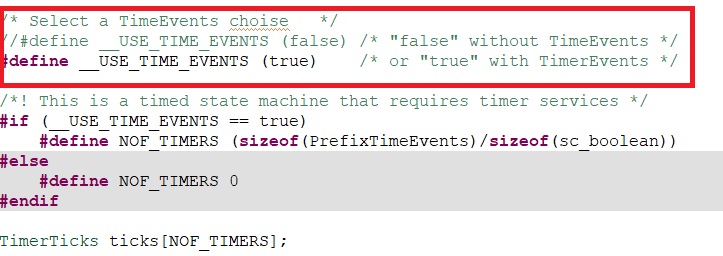 /* Select a TimeEvents choise   */
//#define __USE_TIME_EVENTS (false) /* "false" without TimeEvents */
#define __USE_TIME_EVENTS (true)    /* or "true" with TimerEvents */
/*! This is a timed state machine that requires timer services */
#if (__USE_TIME_EVENTS == true)
    #define NOF_TIMERS (sizeof(PrefixTimeEvents)/sizeof(sc_boolean))
#else
    #define NOF_TIMERS 0
#endif
TimerTicks ticks[NOF_TIMERS];